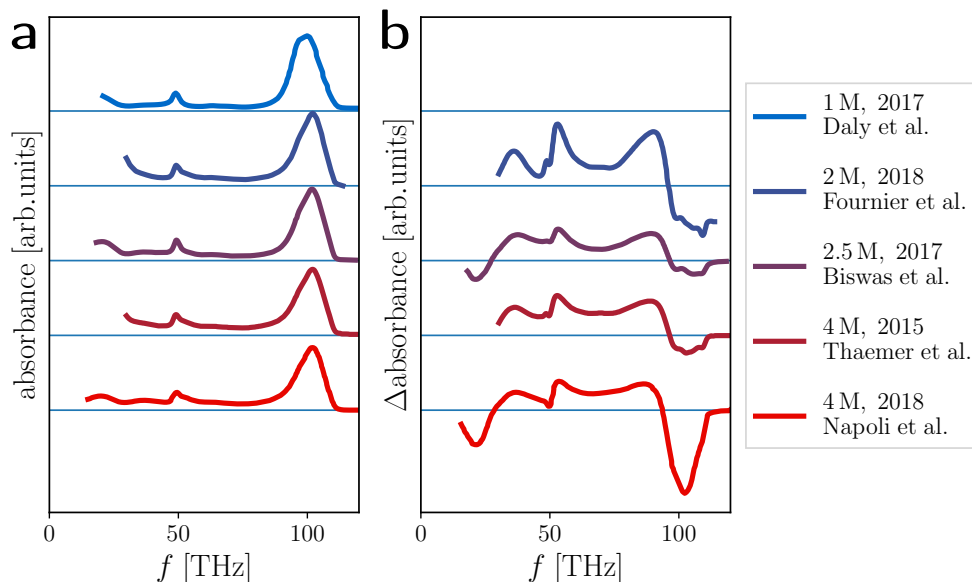 a
b
absorbance [arb.units]
Δabsorbance [arb.units]
0
50
100
f [THz]
0
50
100
f [THz]
1 M, 2017
Daly et al.
2 M, 2018
Fournier et al.
2.5 M, 2017
Biswas et al.
4 M, 2015
Thaemer et al.
4 M, 2018
Napoli et al.